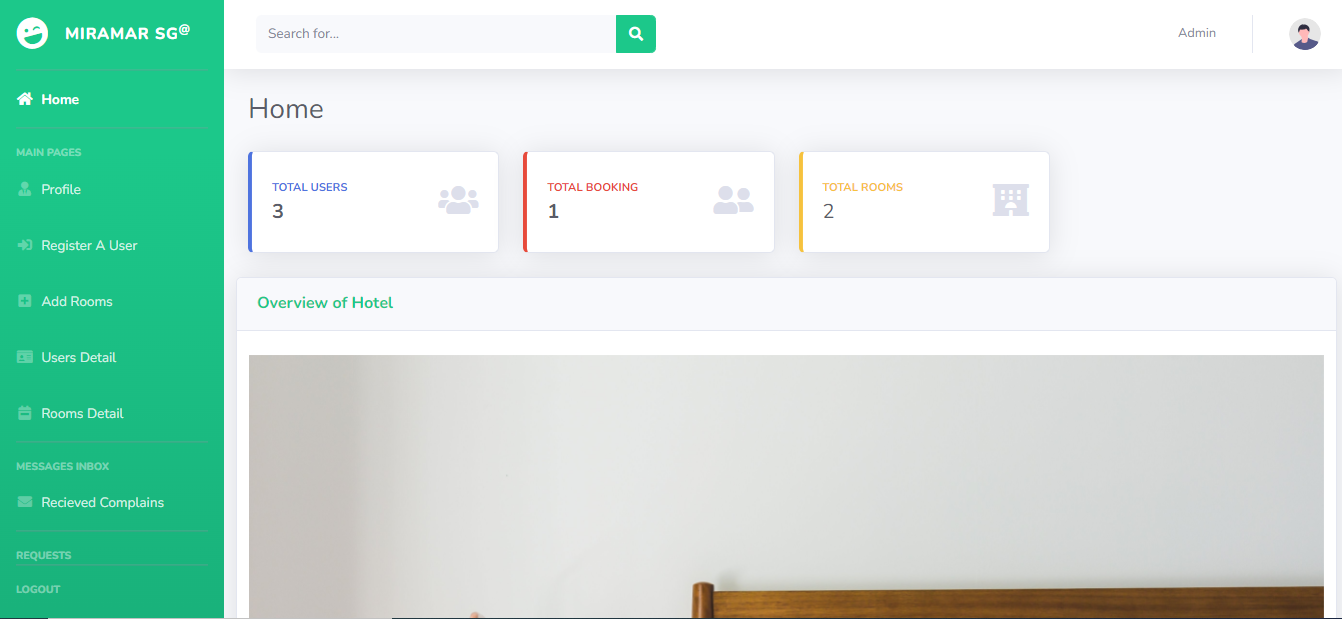 MIRAMAR SG@
Search for...
Admin
Home
Home
MAIN PAGES
Profile
Register A User
Add Rooms
Users Detail
Rooms Detail
MESSAGES INBOX
Recieved Complains
REQUESTS
LOGOUT
TOTAL USERS
3
TOTAL BOOKING
1
TOTAL ROOMS
2
Overview of Hotel